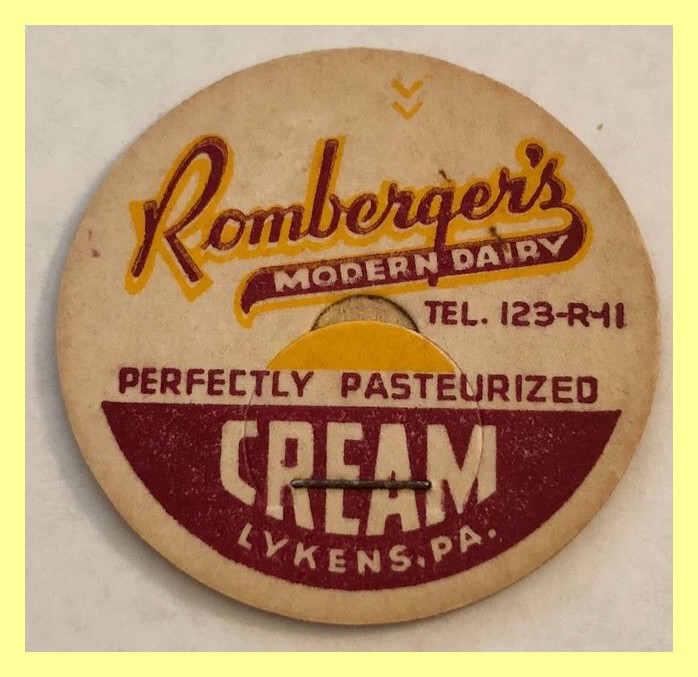 Romberger's
MODERN DAIRY
TEL. 123-R-11
PERFECTLY PASTEURIZED
CREAM
LYKENS, PA.